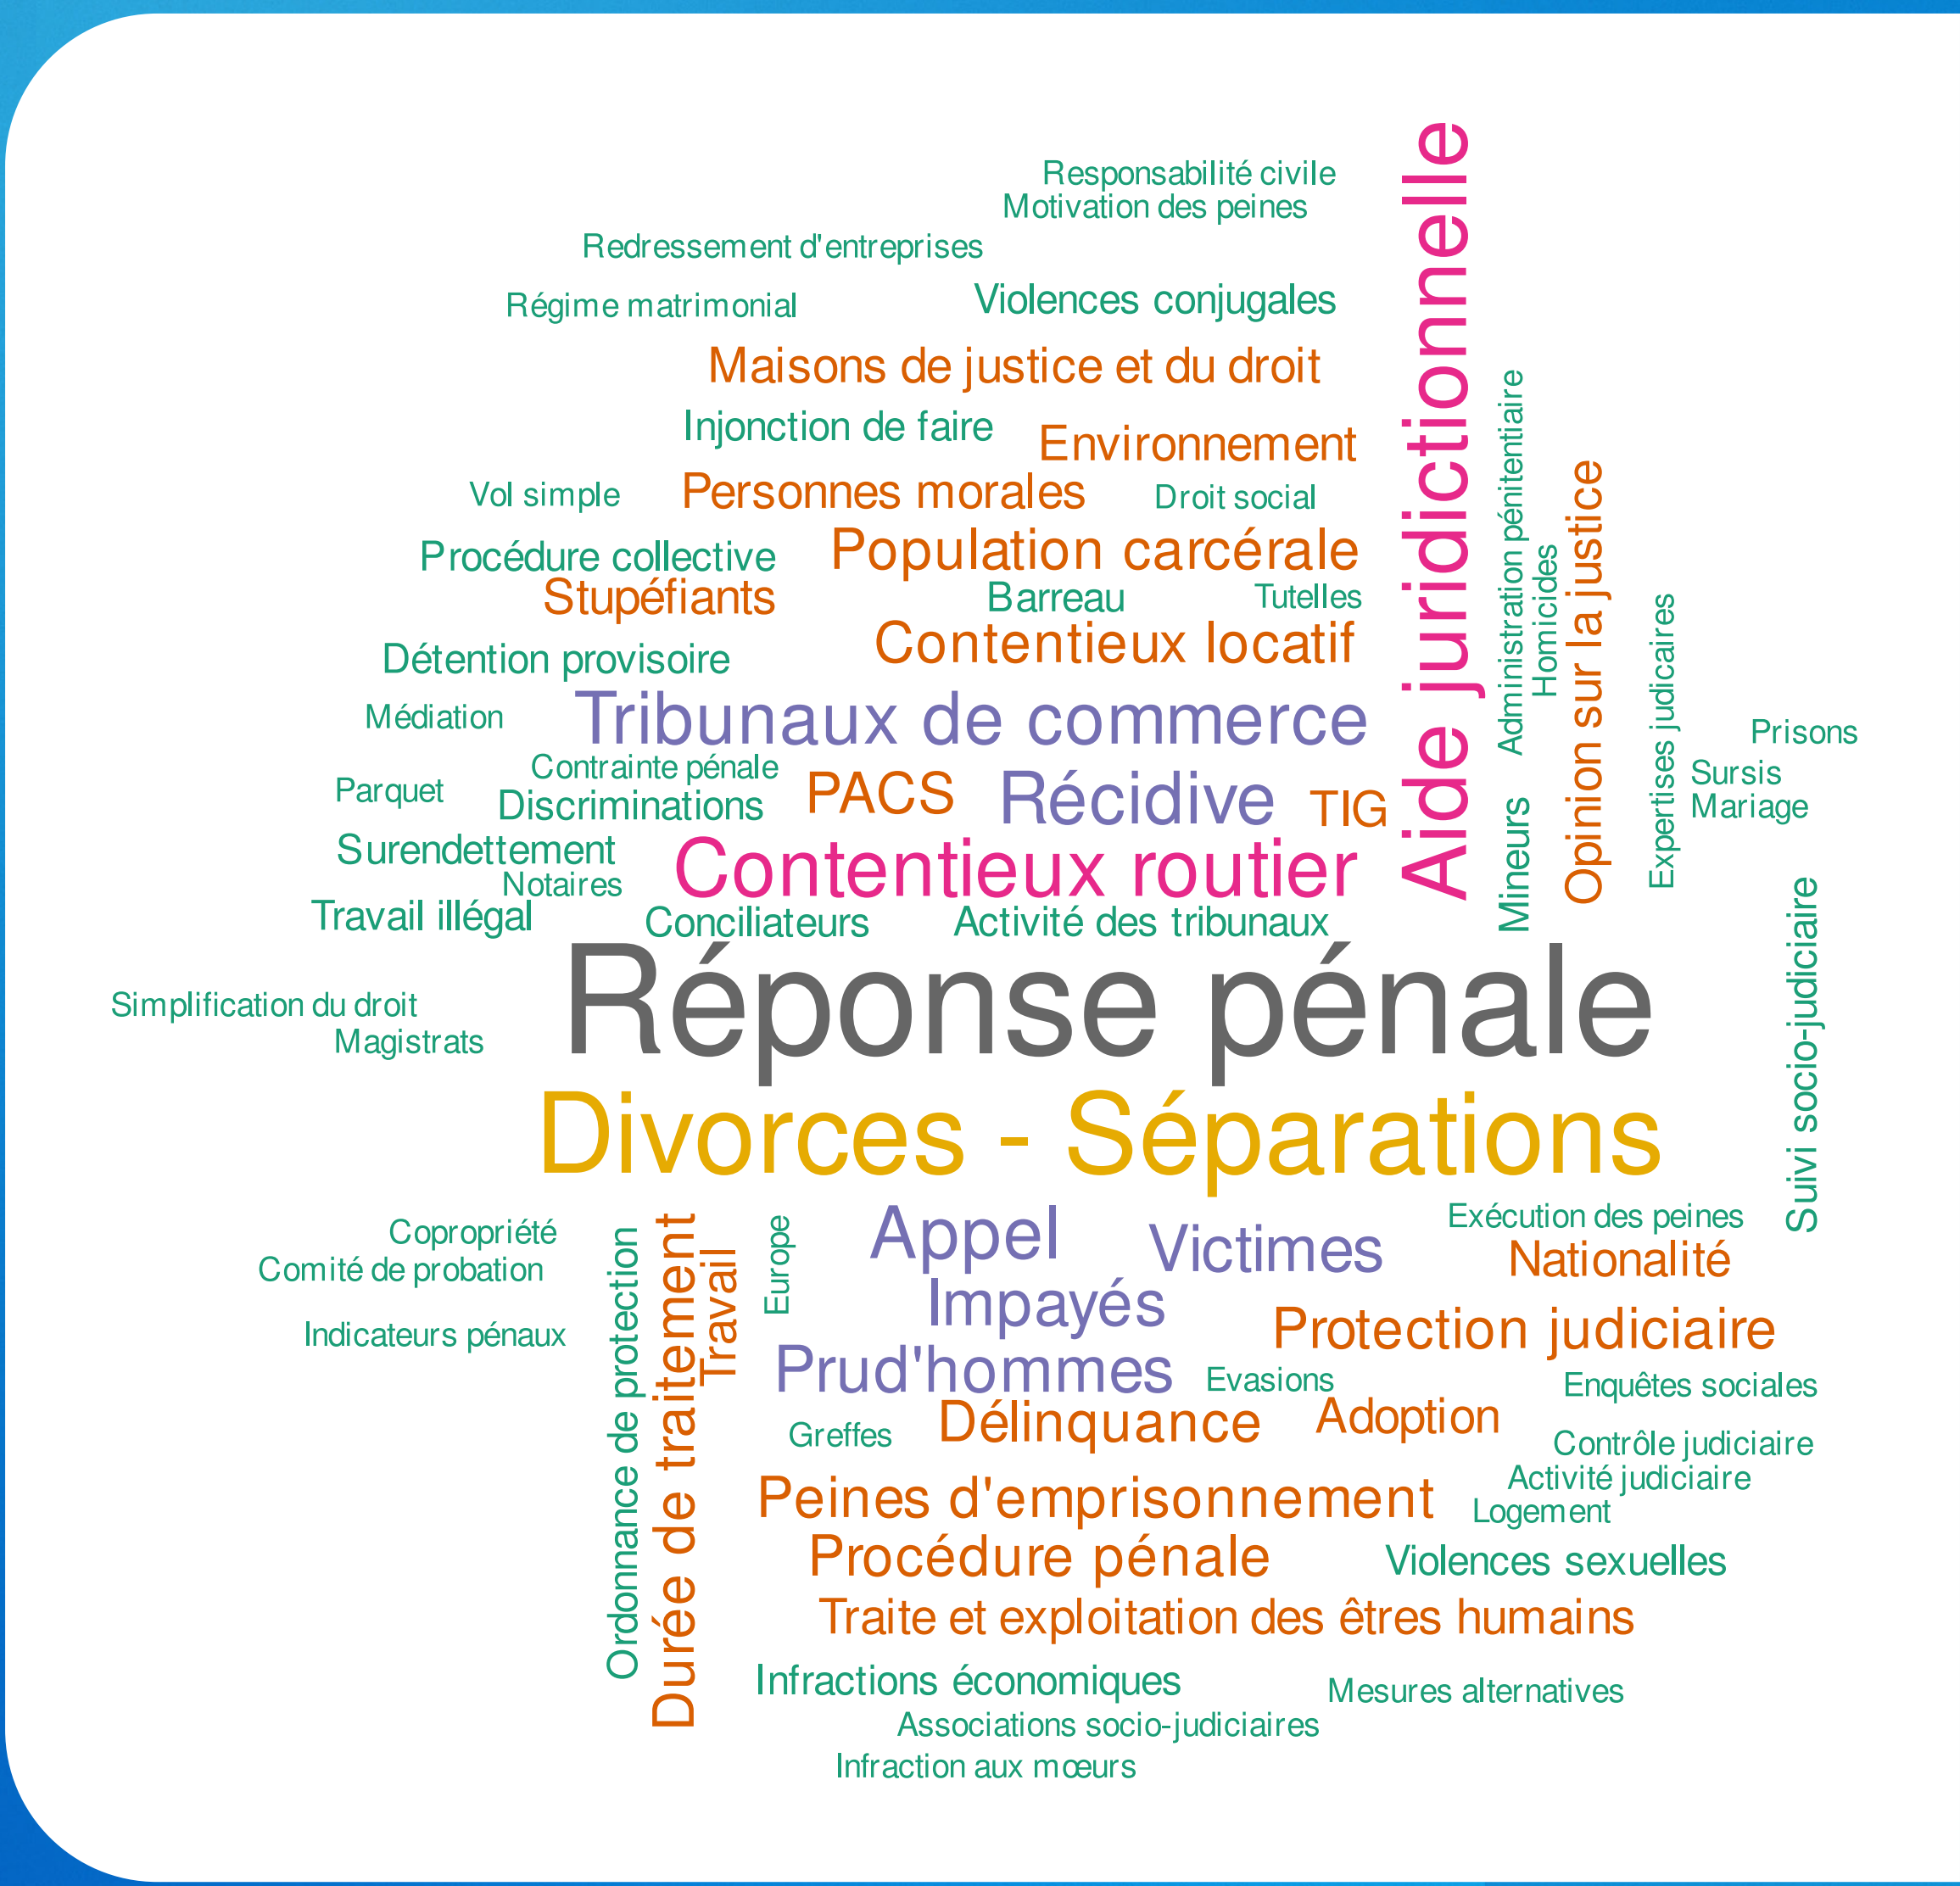 Responsabilité civile
Motivation des peines
Redressement d'entreprises
Régime matrimonial
Violences conjugales
Maisons de justice et du droit
Injonction de faire
Environnement
Vol simple
Personnes morales
Droit social
Procédure collective
Population carcérale
Stupéfiants
Barreau
Tutelles
Contentieux locatif
Détention provisoire
Médiation
Tribunaux de commerce
Contrainte pénale
Parquet
Discriminations
PACS
Récidive
TIG
Aide juridictionnelle
Administration pénitentiaire
Homicides
Mineurs
Opinion sur la justice
Expertises judicaires
Prisons
Sursis
Mariage
Surendettement
Notaires
Contentieux routier
Travail illégal
Conciliateurs
Activité des tribunaux
Suivi socio-judiciaire
Réponse pénale
Simplification du droit
Magistrats
Divorces - Séparations
Copropriété
Comité de probation
Indicateurs pénaux
Ordonnance de protection
Durée de traitement
Travail
Europe
Appel
Victimes
Exécution des peines
Nationalité
Impayés
Protection judiciaire
Prud'hommes
Evasions
Enquêtes sociales
Greffes
Délinquance
Adoption
Contrôle judiciaire
Activité judiciaire
Peines d'emprisonnement
Logement
Procédure pénale
Violences sexuelles
Traite et exploitation des êtres humains
Infractions économiques
Mesures alternatives
Associations socio-judiciaires
Infraction aux mœurs